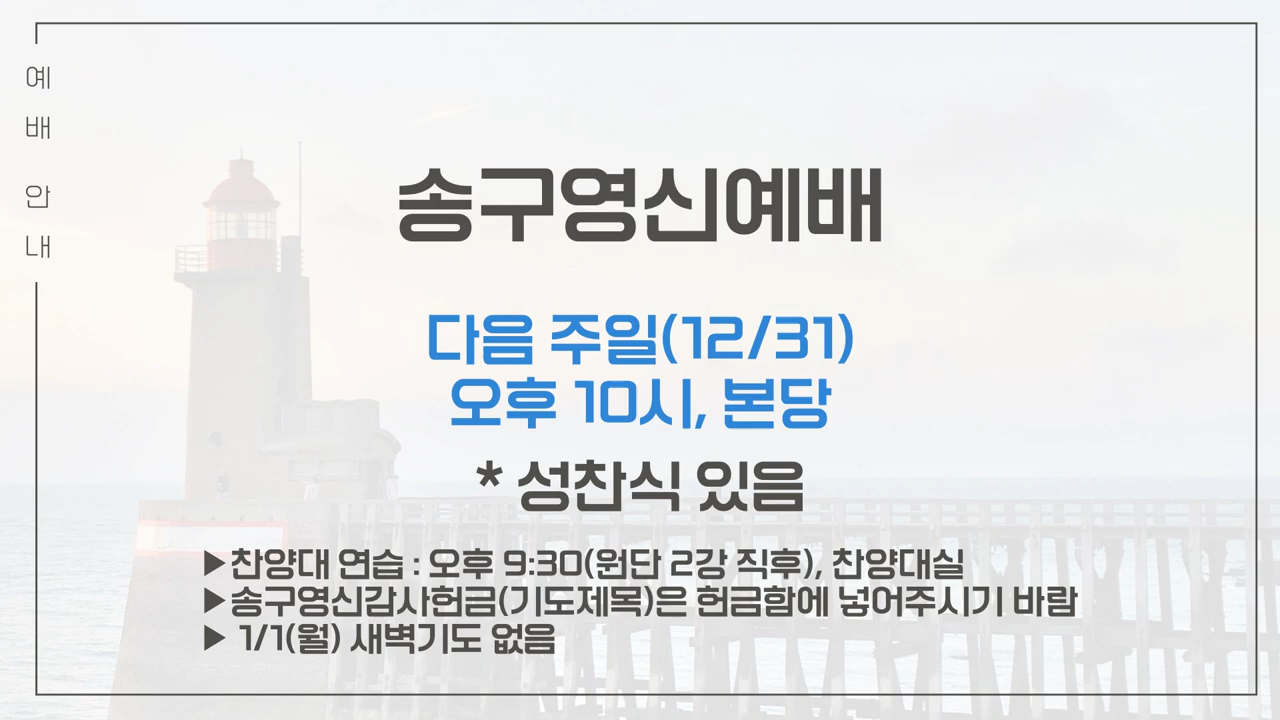 예배 안내
송구영신예배
다음 주일(12/31)
오후 10시, 본당
* 성찬식 있음
▶찬양대 연습 : 오후 9:30(원단 2강 직후), 찬양대실
▶송구영신감사헌금(기도제목)은 헌금함에 넣어주시기 바람
▶ 1/1(월) 새벽기도 없음